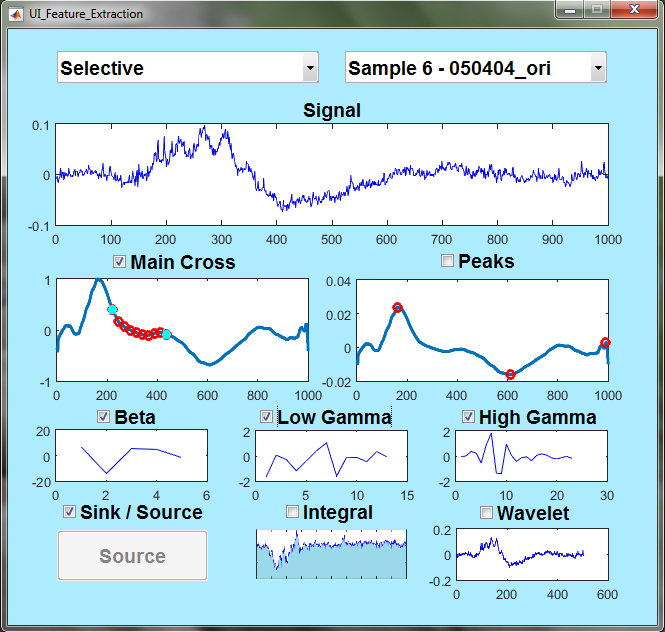 UI_Feature_Extraction
Selective
Sample 6 - 050404_ori
Signal
0.1
0
-0.1
0 100 200 300 400 500 600 700 800 900 1000
Main Cross
Peaks
1
0
-1
0 200 400 600 800 1000
0.04
0.02
0
-0.02
0 200 400 600 800 1000
Beta
Low Gamma
High Gamma
20
0
-20
0 2 4 6
2
0
-2
0 5 10 15
2
0
-2
0 10 20 30
Sink / Source
Integral
Wavelet
Source
0.2
0
-0.2
0 200 400 600